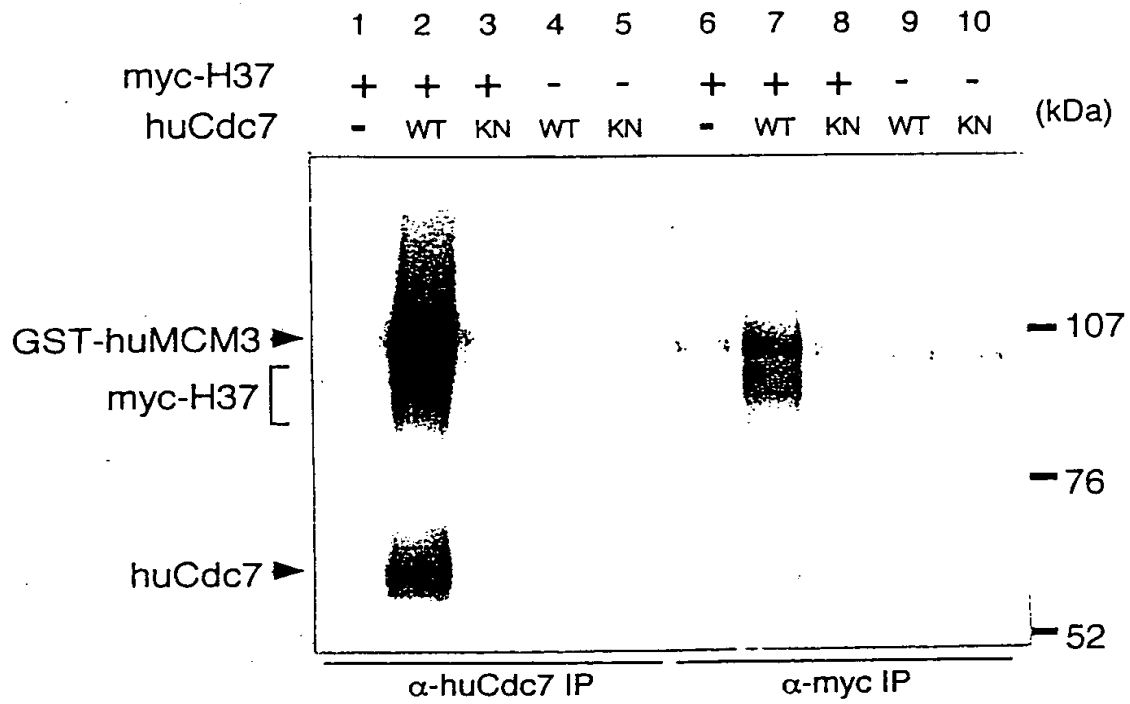 1 2 3 4 5 6 7 8 9 10
myc-H37 + + + - - + + + - -
huCdc7 - WT KN WT KN - WT KN WT KN (kDa)
GST-huMCM3 107
myc-H37
76
huCdc7
52
α-huCdc7 IP α-myc IP